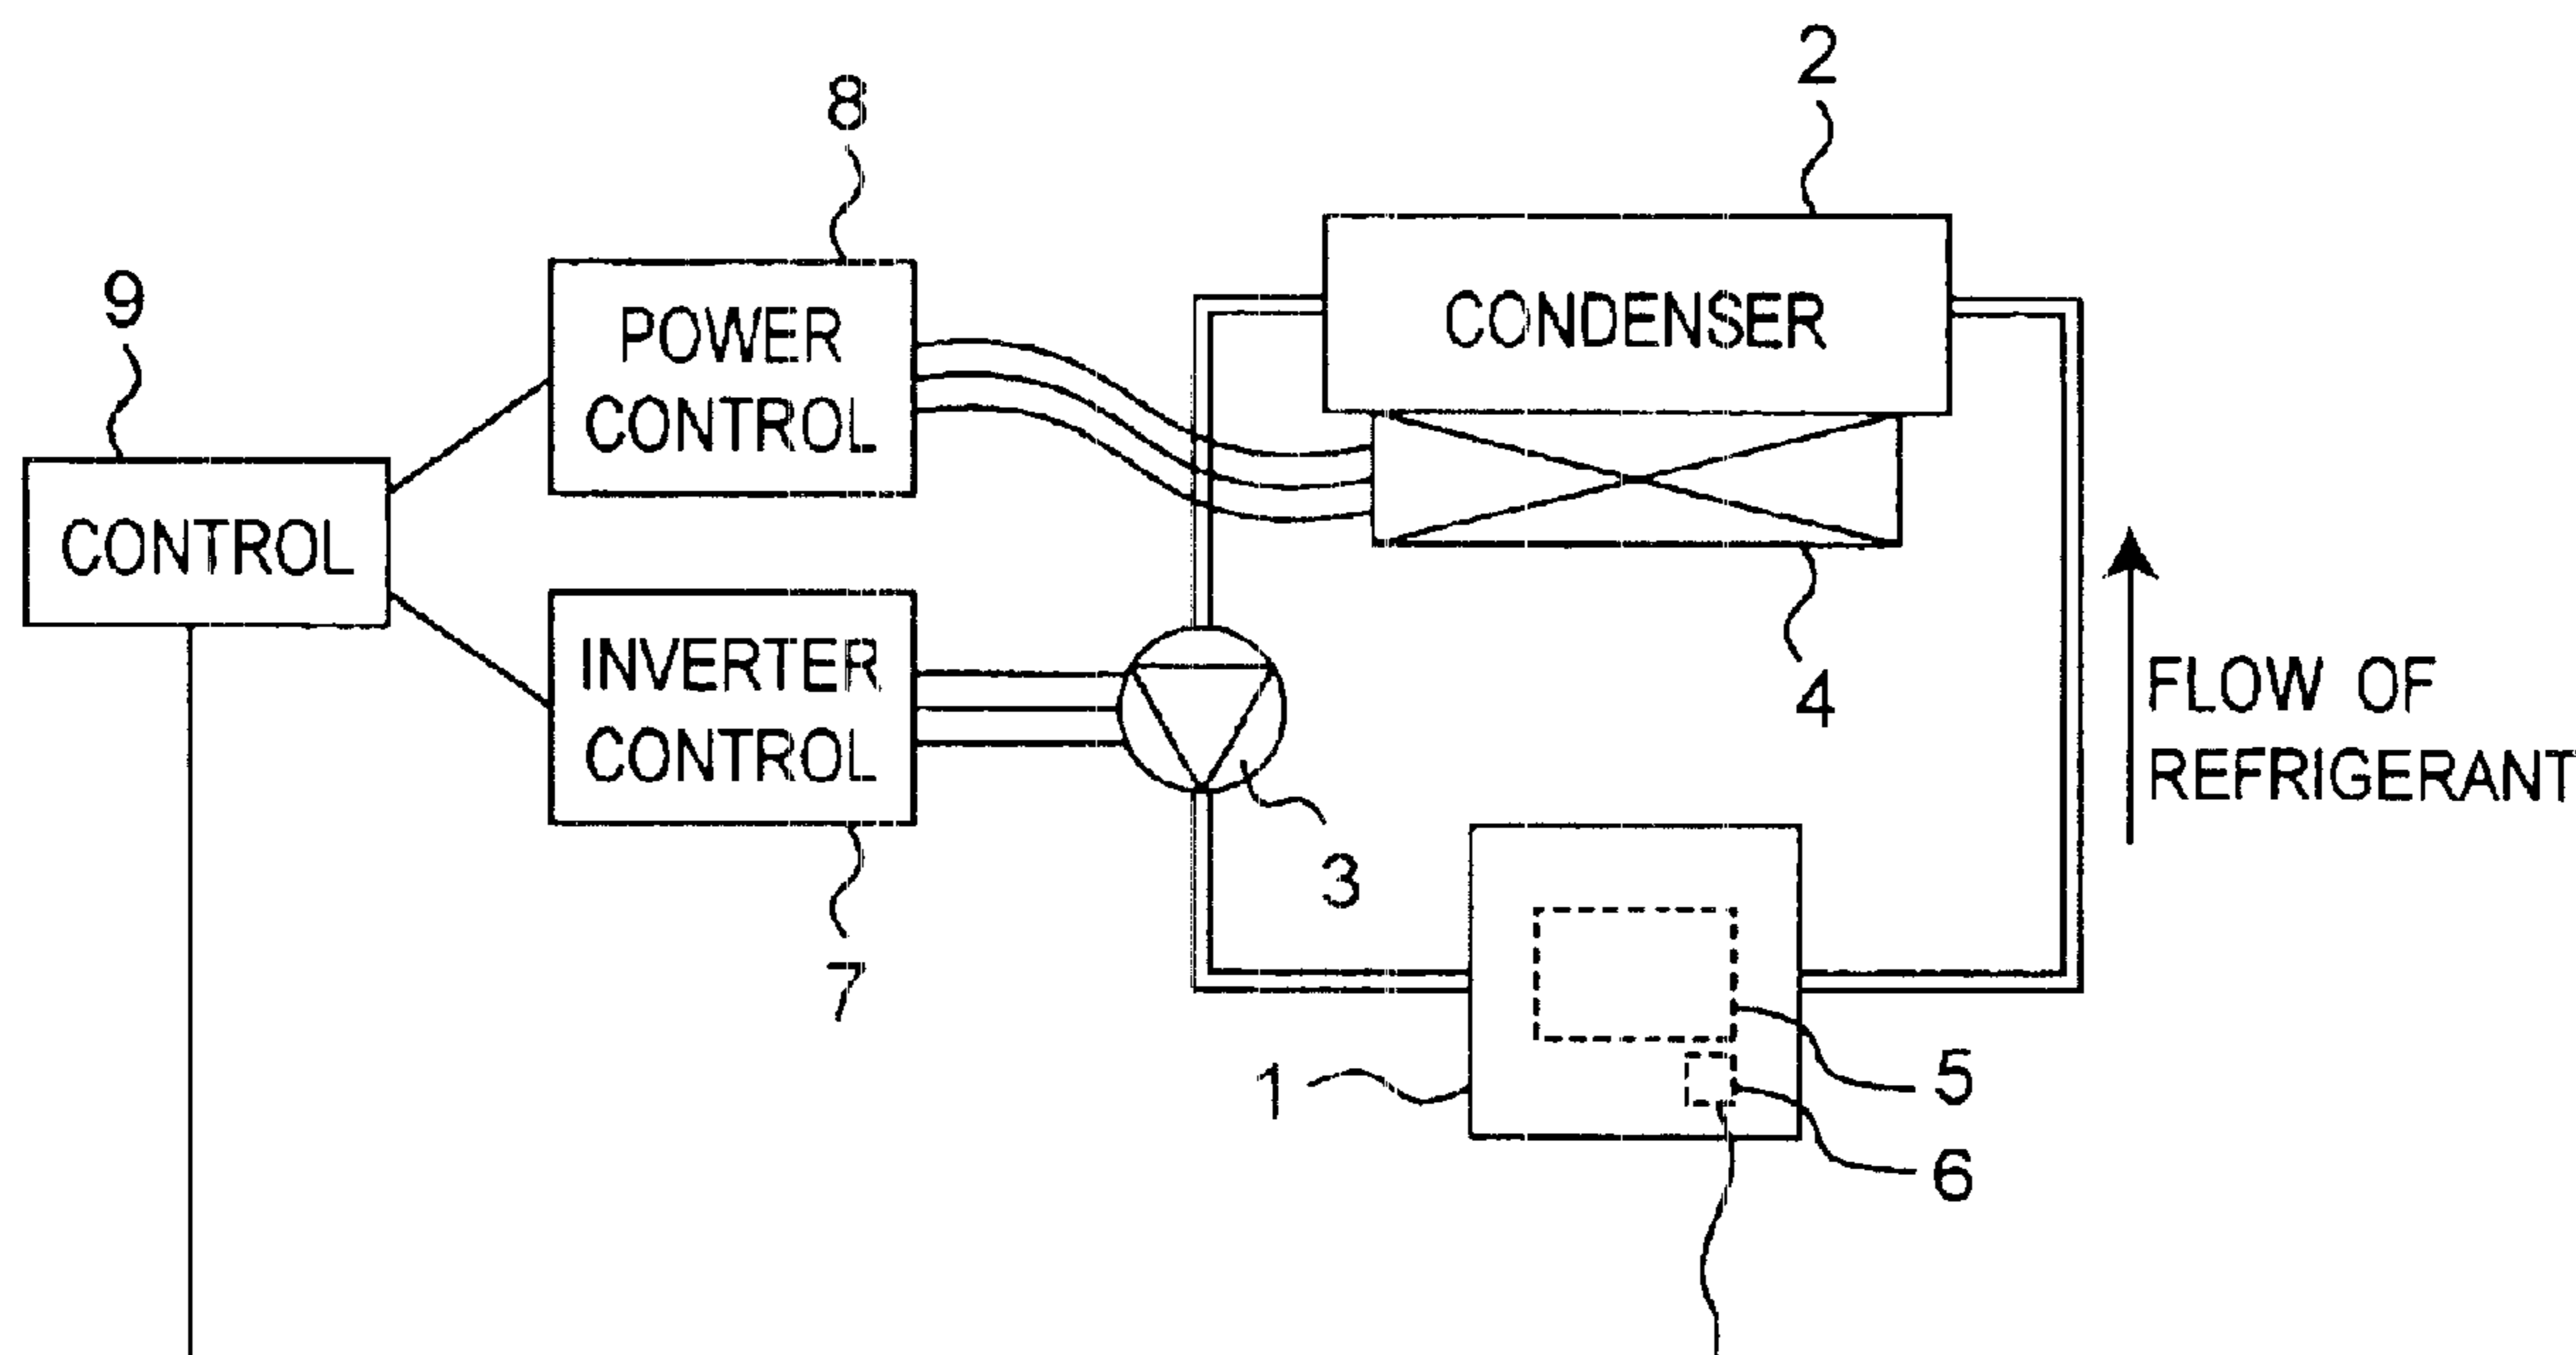 2
8
9
POWER
CONTROL
CONDENSER
CONTROL
INVERTER
CONTROL
4
FLOW OF
REFRIGERANT
3
7
1
5
6